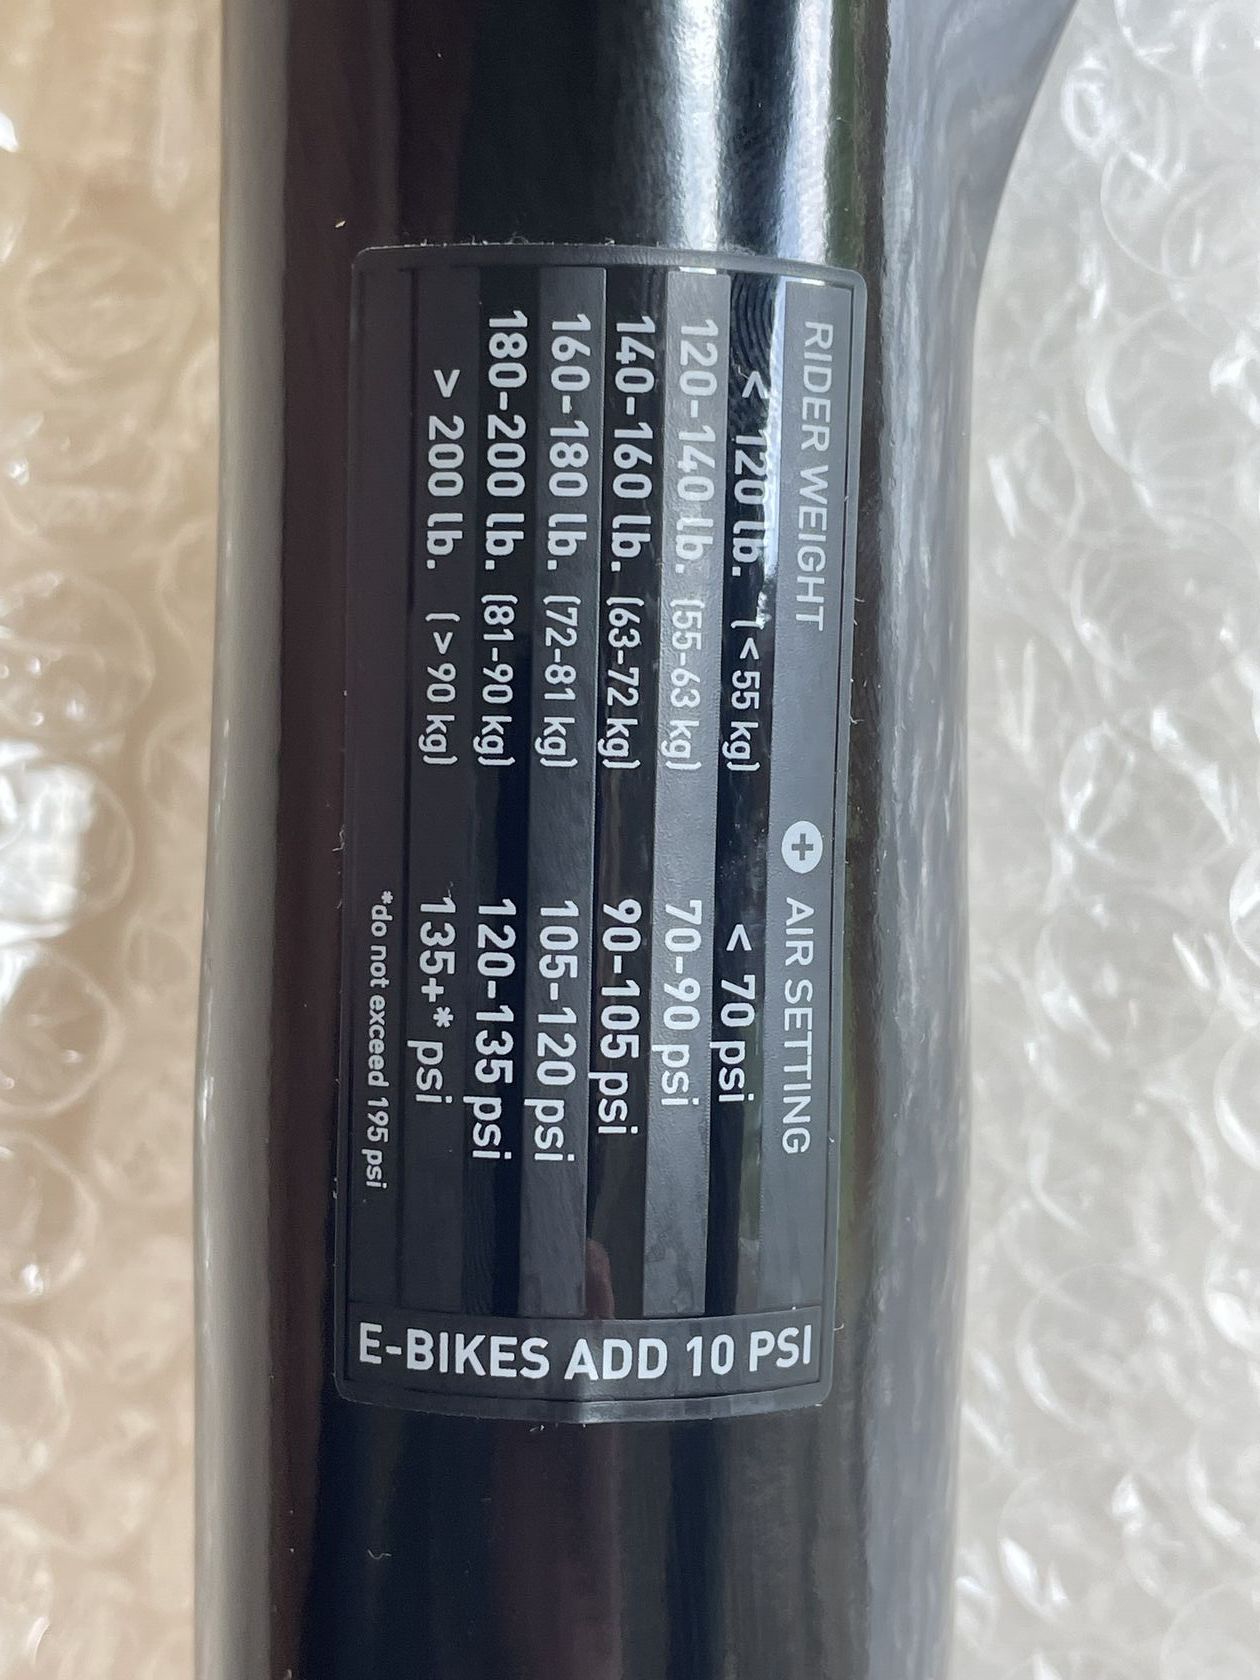 RIDER WEIGHT + AIR SETTING
< 120 lb. (< 55 kg) < 70 psi
120-140 lb. (55-63 kg) 70-90 psi
140-160 lb. (63-72 kg) 90-105 psi
160-180 lb. (72-81 kg) 105-120 psi
180-200 lb. (81-90 kg) 120-135 psi
> 200 lb. (>90 kg) 135+* psi
*do not exceed 195 psi
E-BIKES ADD 10 PSI